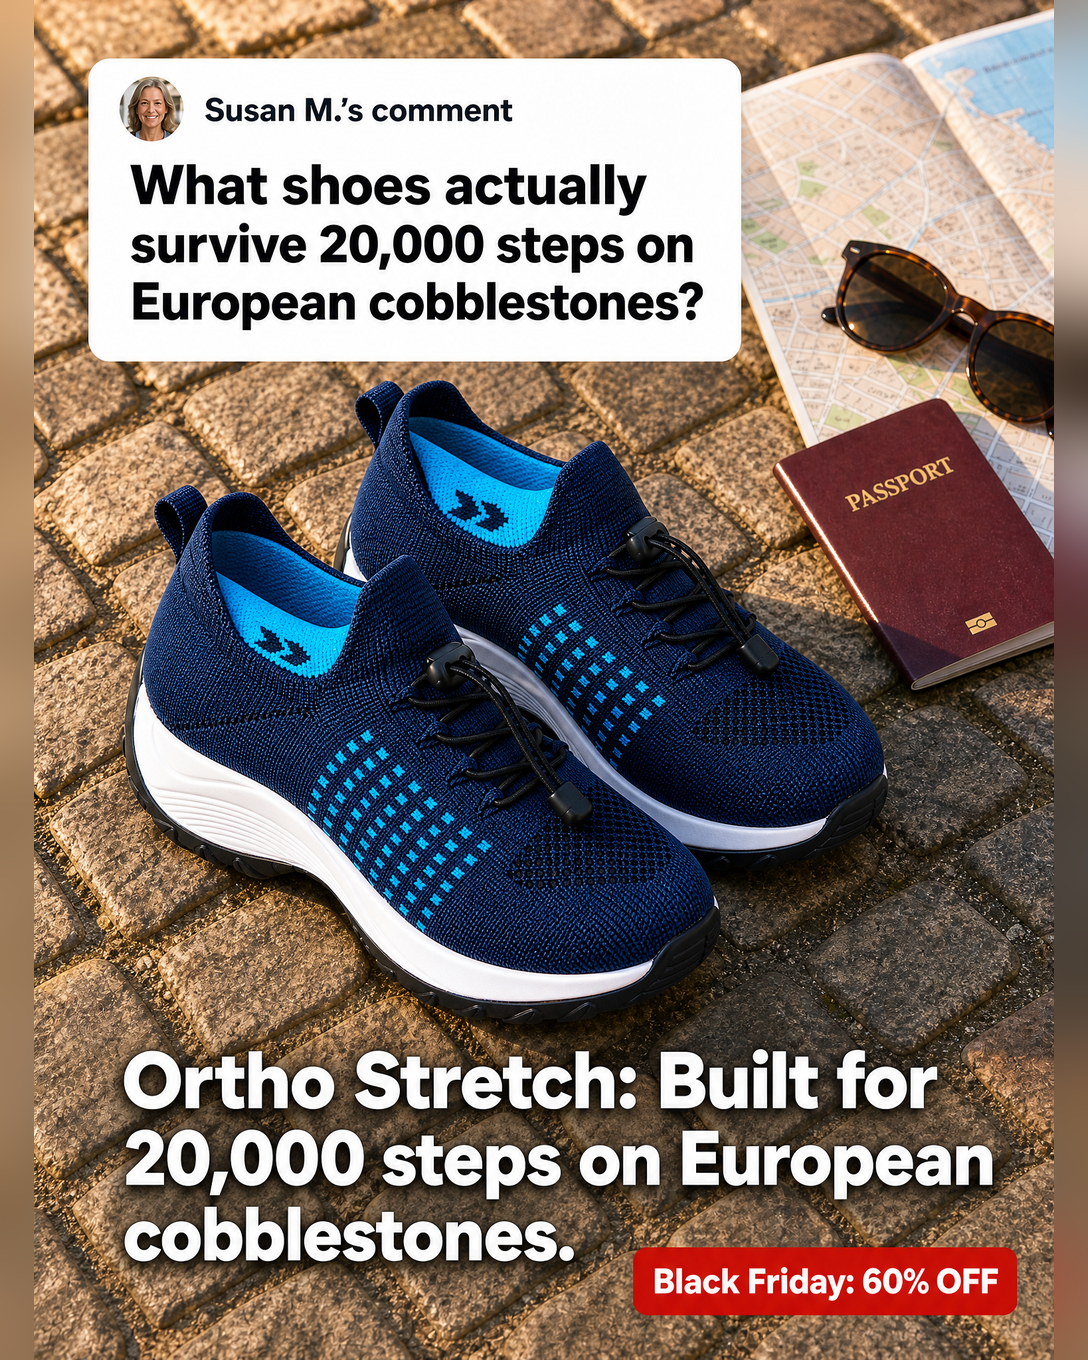 Susan M.’s comment
What shoes actually
survive 20,000 steps on
European cobblestones?
PASSPORT
Ortho Stretch: Built for
20,000 steps on European
cobblestones.
Black Friday: 60% OFF